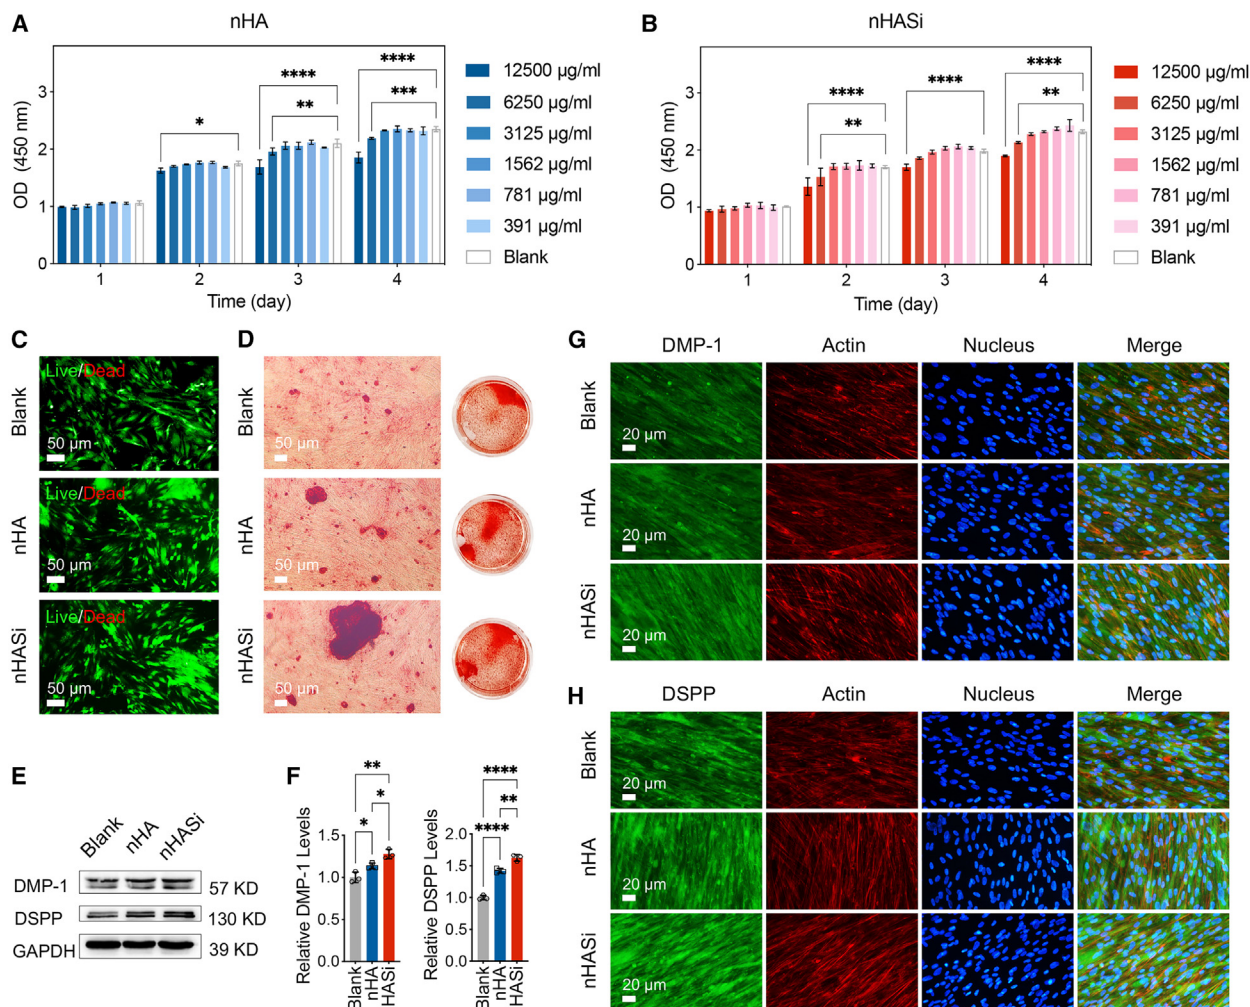 A
nHA
OD (450 nm)
3
2
1
0
*
****
**
****
***
1 2 3 4
Time (day)
12500 µg/ml
6250 µg/ml
3125 µg/ml
1562 µg/ml
781 µg/ml
391 µg/ml
Blank
B
nHASi
OD (450 nm)
3
2
1
0
****
**
****
****
**
1 2 3 4
Time (day)
12500 µg/ml
6250 µg/ml
3125 µg/ml
1562 µg/ml
781 µg/ml
391 µg/ml
Blank
C
Blank
Live/Dead
50 µm
nHA
Live/Dead
50 µm
nHASi
Live/Dead
50 µm
D
Blank
50 µm
nHA
50 µm
nHASi
50 µm
E
Blank nHA nHASi
DMP-1 57 KD
DSPP 130 KD
GAPDH 39 KD
F
Relative DMP-1 Levels
1.5
1.0
0.5
0.0
**
*
*
Blank
nHA
HASi
Relative DSPP Levels
2.0
1.5
1.0
0.5
0.0
****
**
****
Blank
nHA
HASi
G
DMP-1 Actin Nucleus Merge
Blank
20 µm
nHA
20 µm
nHASi
20 µm
H
DSPP Actin Nucleus Merge
Blank
20 µm
nHA
20 µm
nHASi
20 µm